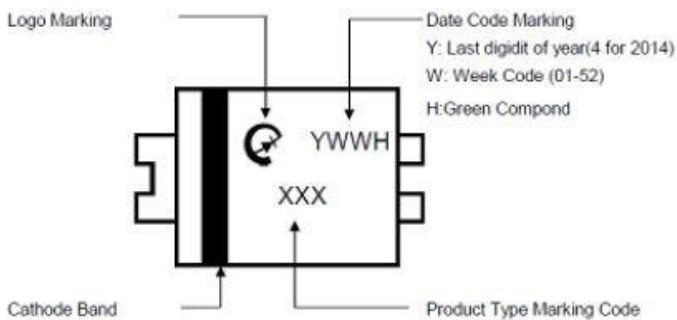 Logo Marking
Date Code Marking
Y: Last digidit of year(4 for 2014)
W: Week Code (01-52)
H:Green Compond
YWWH
XXX
Cathode Band
Product Type Marking Code